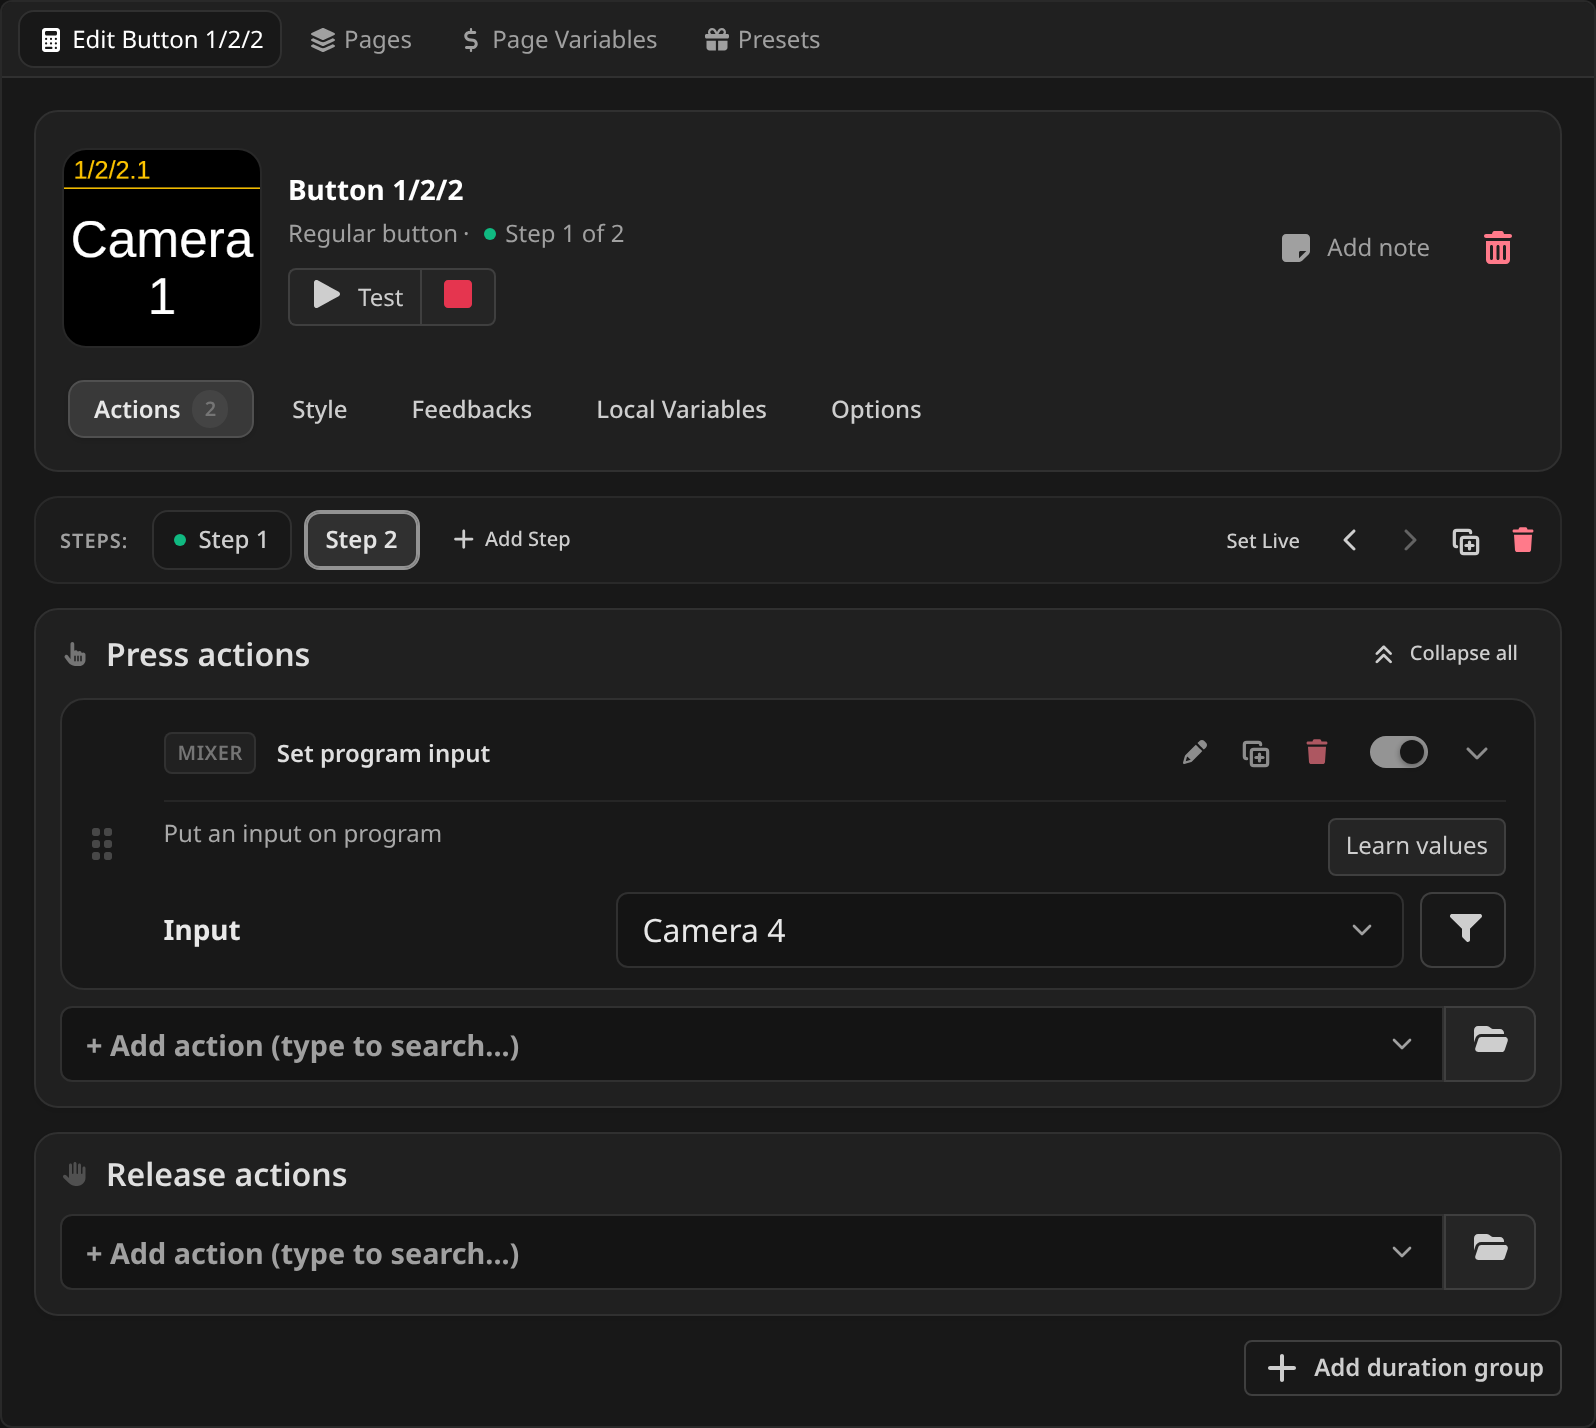 Edit Button 1/2/2
Pages
$ Page Variables
Presets
1/2/2.1
Camera
1
Button 1/2/2
Regular button · Step 1 of 2
Test
Add note
Actions 2
Style
Feedbacks
Local Variables
Options
STEPS:
Step 1
Step 2
+ Add Step
Set Live
Press actions
Collapse all
MIXER
Set program input
Put an input on program
Learn values
Input
Camera 4
+ Add action (type to search...)
Release actions
+ Add action (type to search...)
+ Add duration group